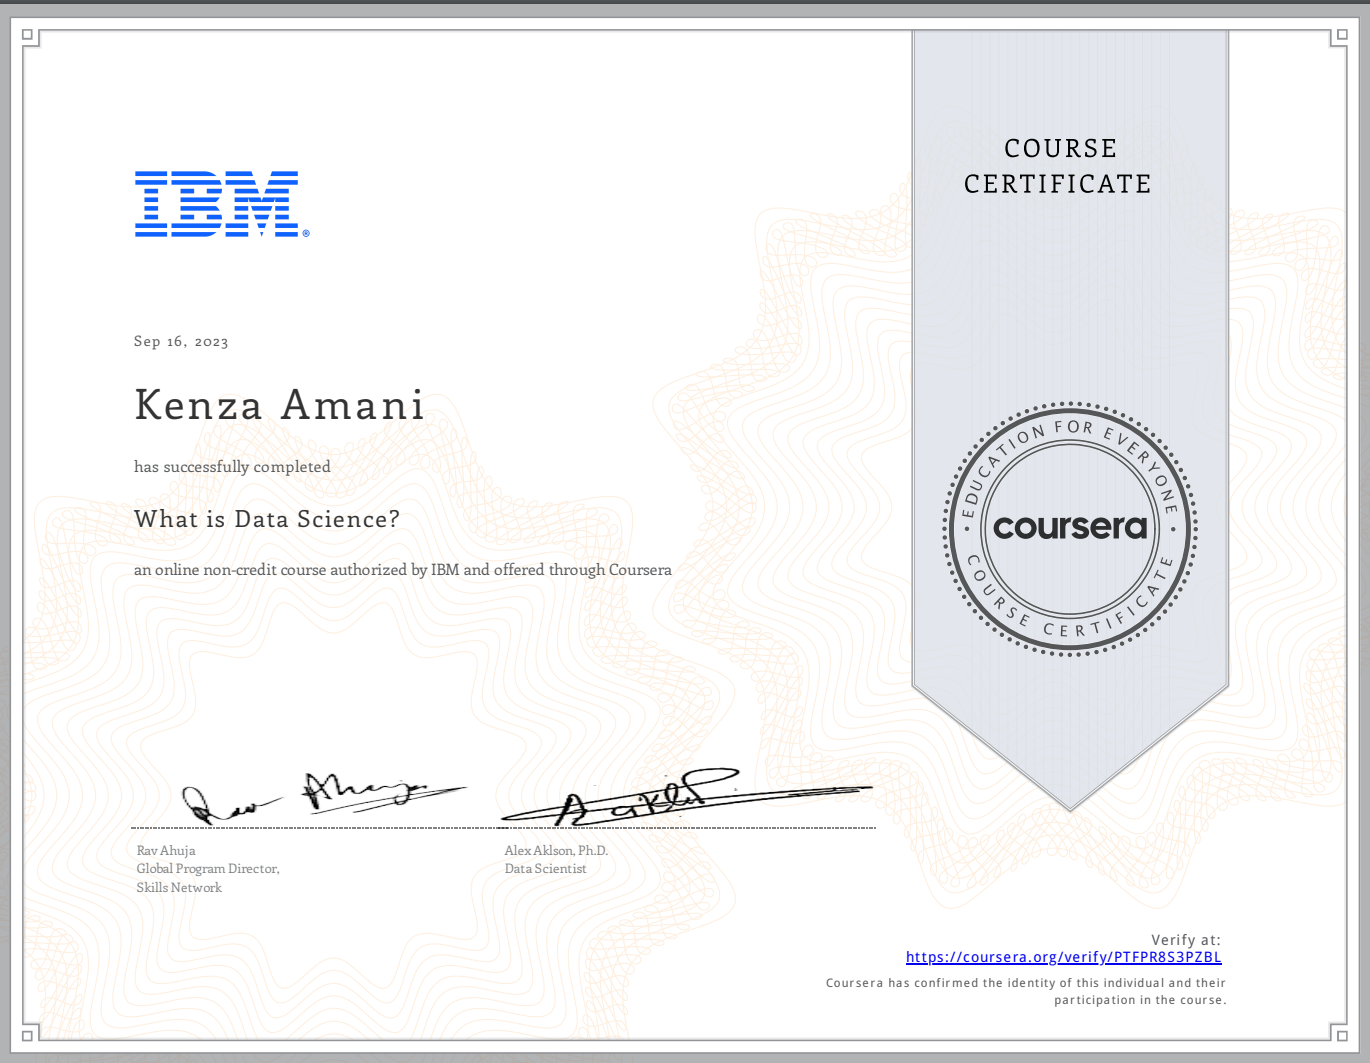 COURSE
CERTIFICATE
IBM®
Sep 16, 2023
Kenza Amani
has successfully completed
What is Data Science?
an online non-credit course authorized by IBM and offered through Coursera
EDUCATION FOR EVERYONE
coursera
COURSE CERTIFICATE
Rav Ahuja
Rav Ahuja
Global Program Director,
Skills Network
Alex Aklson, Ph.D.
Data Scientist
Verify at:
https://coursera.org/verify/PTFPR8S3PZBL
Coursera has confirmed the identity of this individual and their
participation in the course.